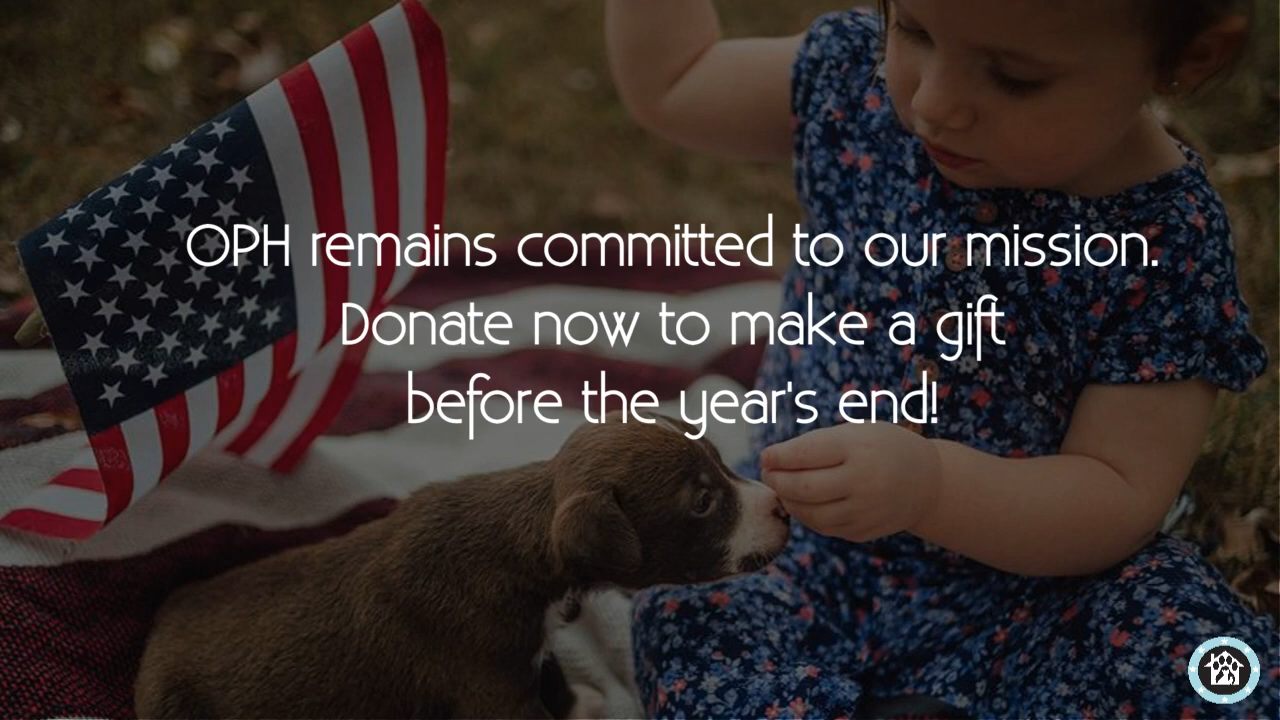 OPH remains committed to our mission.
Donate now to make a gift
before the year's end!